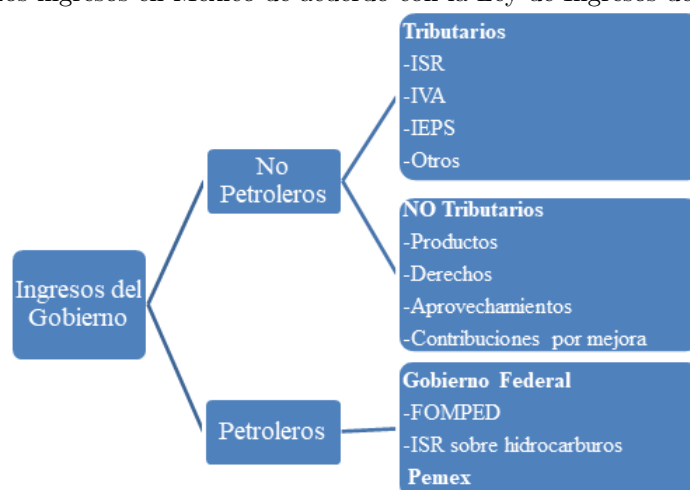 Ingresos del
Gobierno
No
Petroleros
Tributarios
-ISR
-IVA
-IEPS
-Otros
NO Tributarios
-Productos
-Derechos
-Aprovechamientos
-Contribuciones por mejora
Petroleros
Gobierno Federal
-FOMPED
-ISR sobre hidrocarburos
Pemex